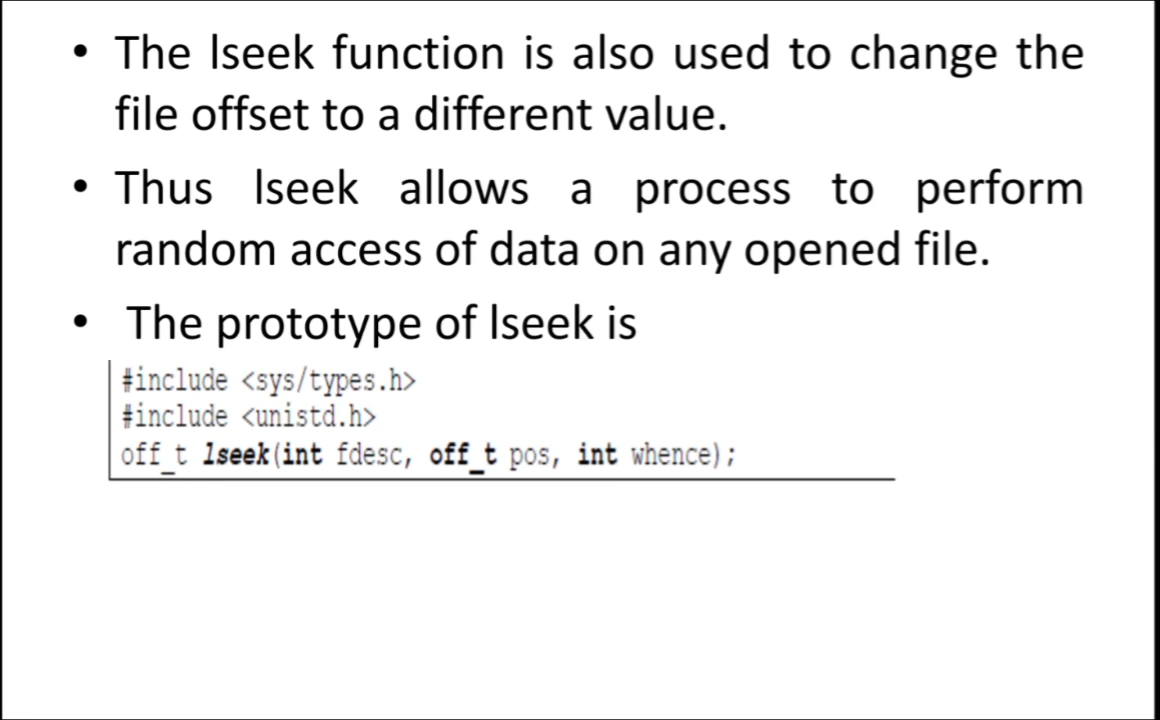 • The lseek function is also used to change the
file offset to a different value.
• Thus lseek allows a process to perform
random access of data on any opened file.
• The prototype of lseek is
#include <sys/types.h>
#include <unistd.h>
off_t lseek(int fdesc, off_t pos, int whence);